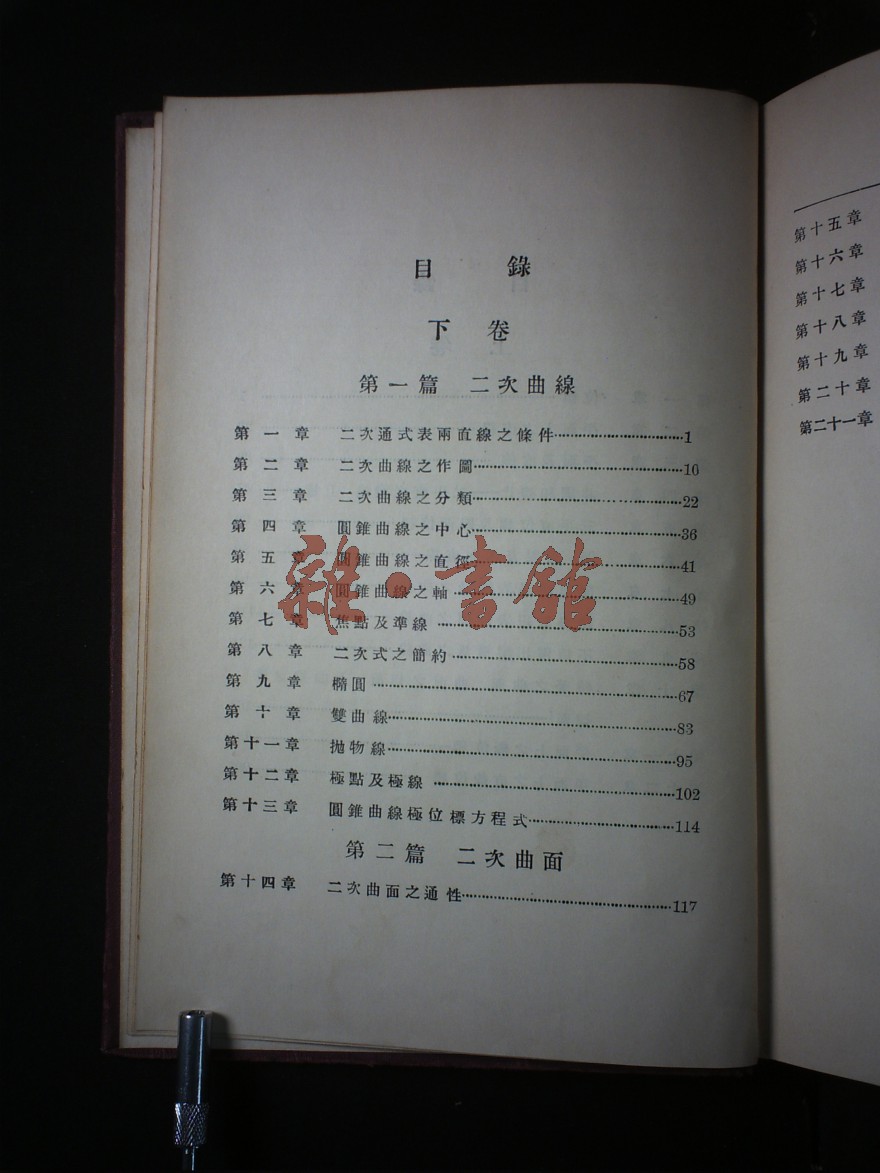 目錄
下卷
第一篇 二次曲線
第一章 二次通式表兩直線之條件 1
第二章 二次曲線之作圖 10
第三章 二次曲線之分類 22
第四章 圓錐曲線之中心 36
第五章 圓錐曲線之直徑 41
第六章 圓錐曲線之軸 49
第七章 焦點及準線 53
第八章 二次式之簡約 58
第九章 橢圓 67
第十章 雙曲線 83
第十一章 拋物線 95
第十二章 極點及極線 102
第十三章 圓錐曲線極位標方程式 114
第二篇 二次曲面
第十四章 二次曲面之通性 117
雜·書館
第十五章
第十六章
第十七章
第十八章
第十九章
第二十章
第二十一章